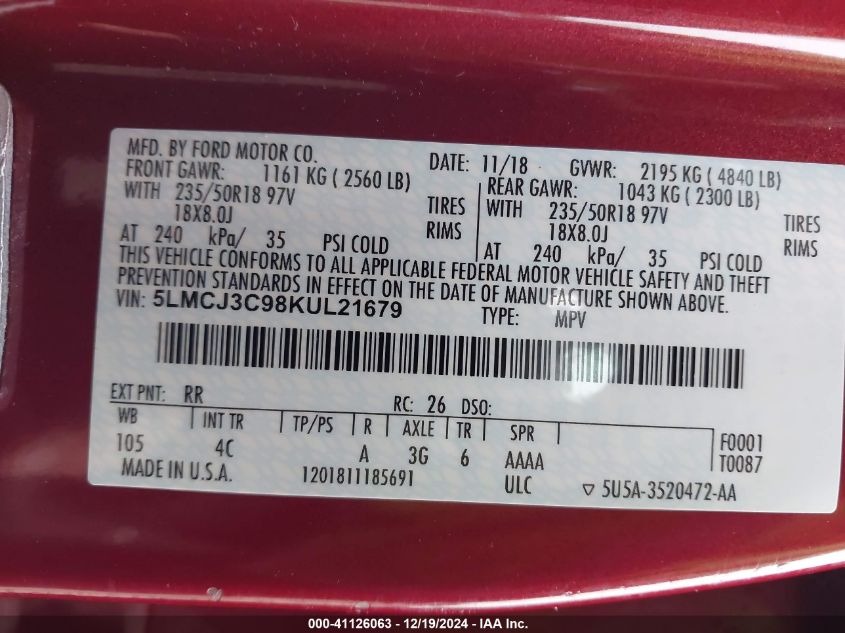 MFD. BY FORD MOTOR CO. DATE: 11/18 GVWR: 2195 KG ( 4840 LB)
FRONT GAWR: 1161 KG ( 2560 LB) REAR GAWR: 1043 KG ( 2300 LB)
WITH 235/50R18 97V TIRES WITH 235/50R18 97V TIRES
18X8.0J RIMS 18X8.0J RIMS
AT 240 kPa/ 35 PSI COLD AT 240 kPa/ 35 PSI COLD
THIS VEHICLE CONFORMS TO ALL APPLICABLE FEDERAL MOTOR VEHICLE SAFETY AND THEFT
PREVENTION STANDARDS IN EFFECT ON THE DATE OF MANUFACTURE SHOWN ABOVE.
VIN: 5LMCJ3C98KUL21679 TYPE: MPV
EXT PNT: RR RC: 26 DSO:
WB INT TR TP/PS R AXLE TR SPR F0001
105 4C A 3G 6 AAAA T0087
MADE IN U.S.A. 1201811185691 ULC ▽ 5U5A-3520472-AA
000-41126063 - 12/19/2024 - IAAI Inc.